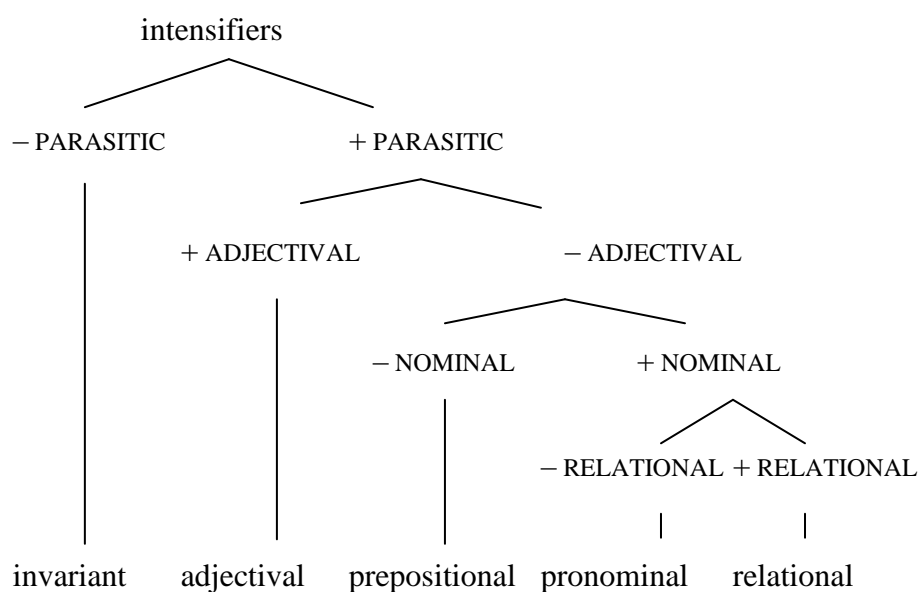 intensifiers
− PARASITIC + PARASITIC
+ ADJECTIVAL − ADJECTIVAL
− NOMINAL + NOMINAL
− RELATIONAL + RELATIONAL
invariant adjectival prepositional pronominal relational